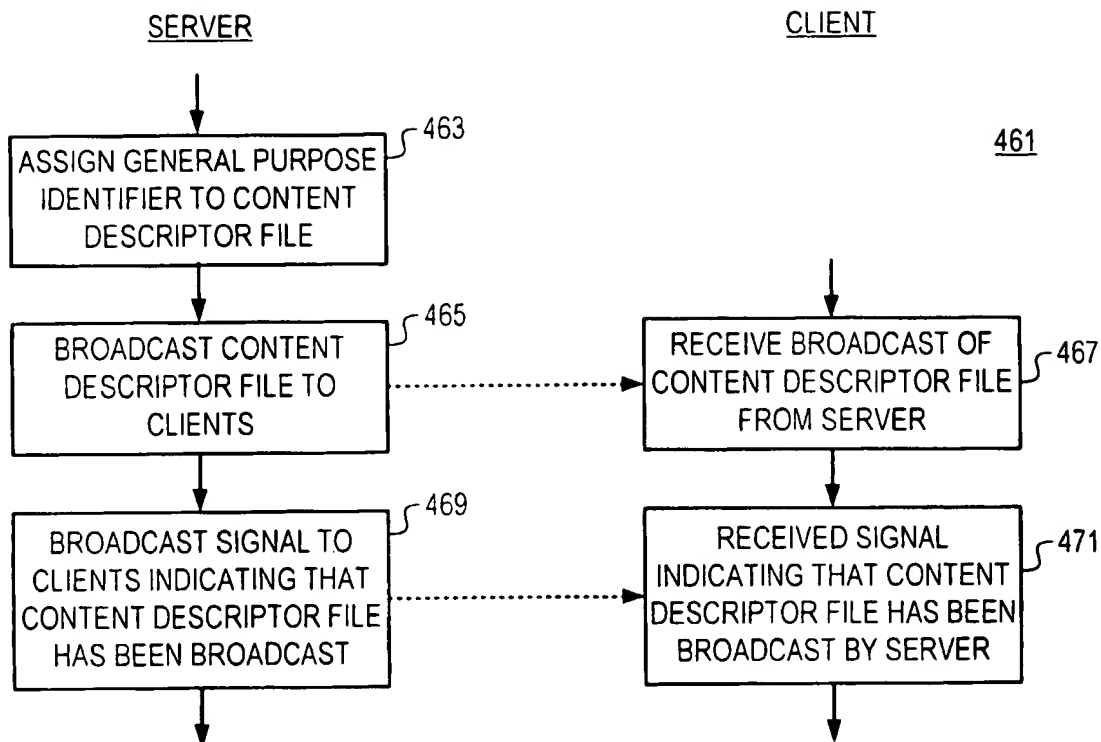 SERVER
CLIENT
461
463
ASSIGN GENERAL PURPOSE
IDENTIFIER TO CONTENT
DESCRIPTOR FILE
465
BROADCAST CONTENT
DESCRIPTOR FILE TO
CLIENTS
RECEIVE BROADCAST OF
CONTENT DESCRIPTOR FILE
FROM SERVER
467
469
BROADCAST SIGNAL TO
CLIENTS INDICATING THAT
CONTENT DESCRIPTOR FILE
HAS BEEN BROADCAST
RECEIVED SIGNAL
INDICATING THAT CONTENT
DESCRIPTOR FILE HAS BEEN
BROADCAST BY SERVER
471